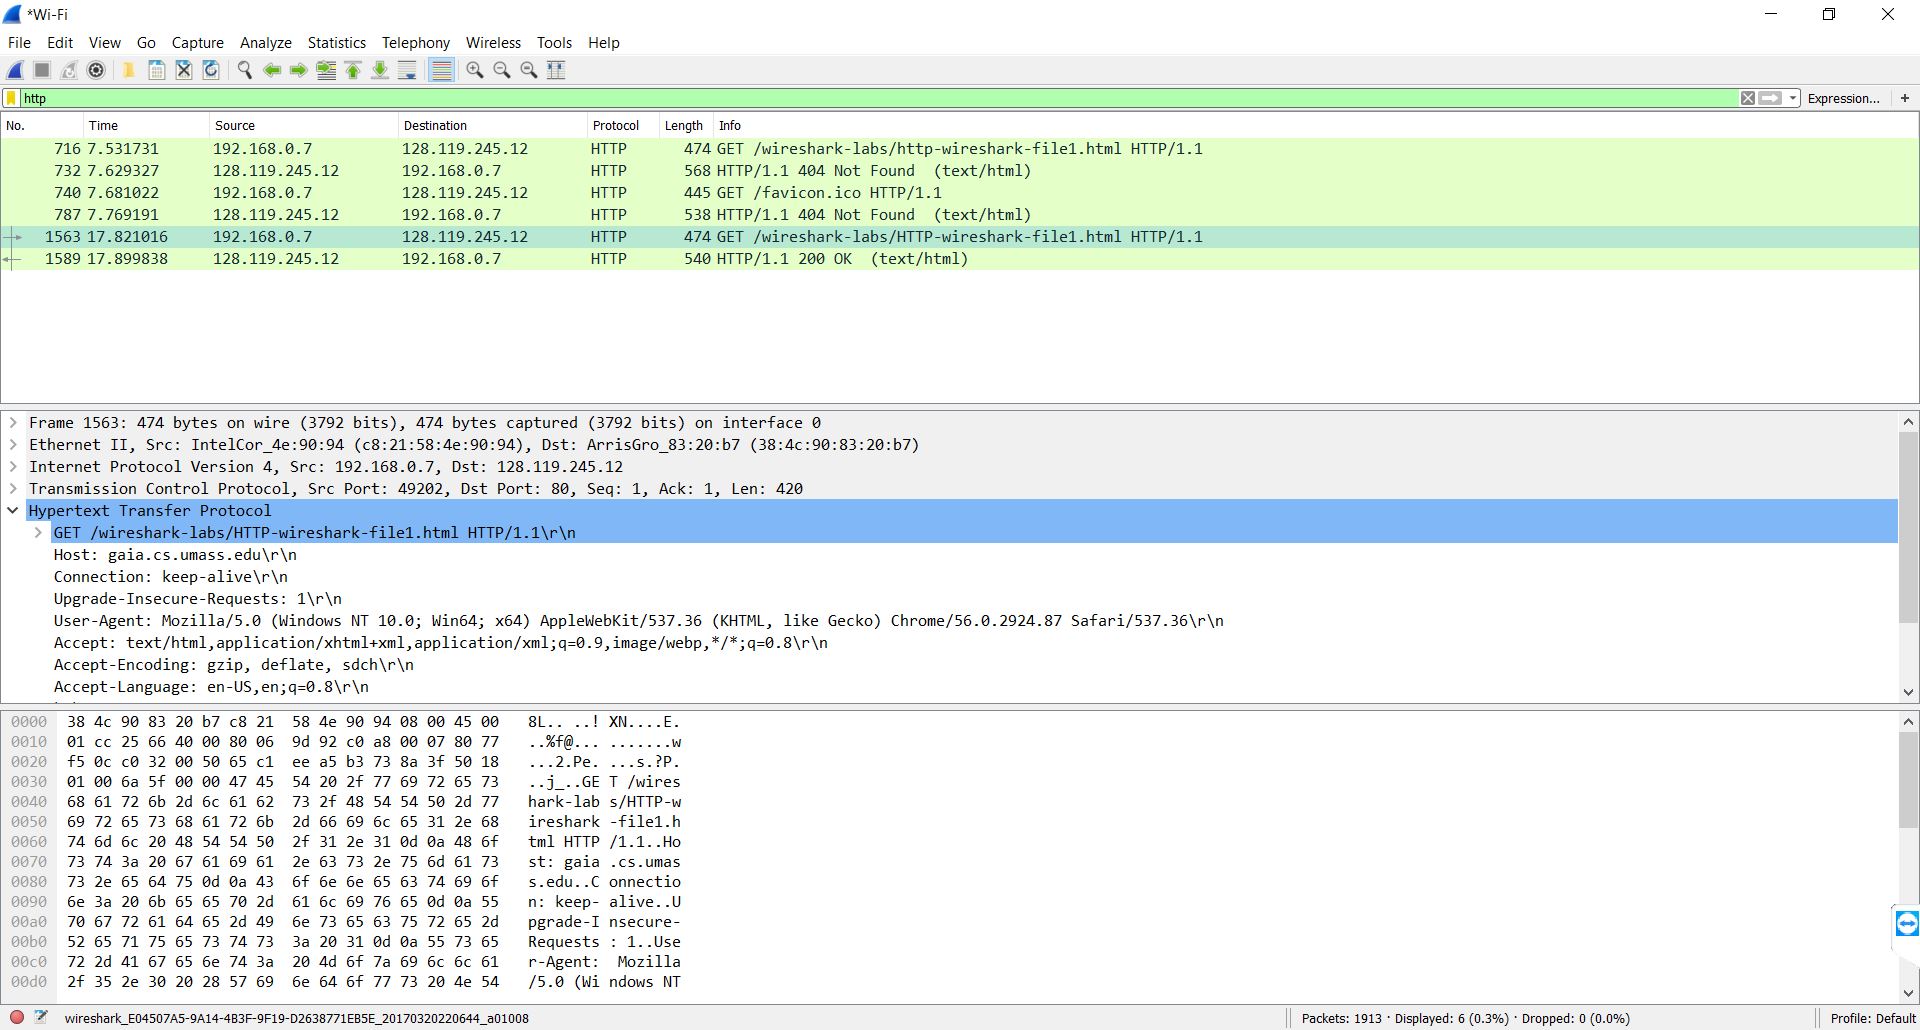 *Wi-Fi
File Edit View Go Capture Analyze Statistics Telephony Wireless Tools Help
http Expression... +
No. Time Source Destination Protocol Length Info
716 7.531731 192.168.0.7 128.119.245.12 HTTP 474 GET /wireshark-labs/http-wireshark-file1.html HTTP/1.1
732 7.629327 128.119.245.12 192.168.0.7 HTTP 568 HTTP/1.1 404 Not Found (text/html)
740 7.681022 192.168.0.7 128.119.245.12 HTTP 445 GET /favicon.ico HTTP/1.1
787 7.769191 128.119.245.12 192.168.0.7 HTTP 538 HTTP/1.1 404 Not Found (text/html)
1563 17.821016 192.168.0.7 128.119.245.12 HTTP 474 GET /wireshark-labs/HTTP-wireshark-file1.html HTTP/1.1
1589 17.899838 128.119.245.12 192.168.0.7 HTTP 540 HTTP/1.1 200 OK (text/html)
Frame 1563: 474 bytes on wire (3792 bits), 474 bytes captured (3792 bits) on interface 0
Ethernet II, Src: IntelCor_4e:90:94 (c8:21:58:4e:90:94), Dst: ArrisGro_83:20:b7 (38:4c:90:83:20:b7)
Internet Protocol Version 4, Src: 192.168.0.7, Dst: 128.119.245.12
Transmission Control Protocol, Src Port: 49202, Dst Port: 80, Seq: 1, Ack: 1, Len: 420
Hypertext Transfer Protocol
GET /wireshark-labs/HTTP-wireshark-file1.html HTTP/1.1\r\n
Host: gaia.cs.umass.edu\r\n
Connection: keep-alive\r\n
Upgrade-Insecure-Requests: 1\r\n
User-Agent: Mozilla/5.0 (Windows NT 10.0; Win64; x64) AppleWebKit/537.36 (KHTML, like Gecko) Chrome/56.0.2924.87 Safari/537.36\r\n
Accept: text/html,application/xhtml+xml,application/xml;q=0.9,image/webp,*/*;q=0.8\r\n
Accept-Encoding: gzip, deflate, sdch\r\n
Accept-Language: en-US,en;q=0.8\r\n
0000 38 4c 90 83 20 b7 c8 21 58 4e 90 94 08 00 45 00 8L.. ..! XN....E.
0010 01 cc 25 66 40 00 80 06 9d 92 c0 a8 00 07 80 77 ..%f@... .......w
0020 f5 0c c0 32 00 50 65 c1 ee a5 b3 73 8a 3f 50 18 ...2.Pe. ...s.?P.
0030 01 00 6a 5f 00 00 47 45 54 20 2f 77 69 72 65 73 ..j_..GE T /wires
0040 68 61 72 6b 2d 6c 61 62 73 2f 48 54 54 50 2d 77 hark-lab s/HTTP-w
0050 69 72 65 73 68 61 72 6b 2d 66 69 6c 65 31 2e 68 ireshark -file1.h
0060 74 6d 6c 20 48 54 54 50 2f 31 2e 31 0d 0a 48 6f tml HTTP /1.1..Ho
0070 73 74 3a 20 67 61 69 61 2e 63 73 2e 75 6d 61 73 st: gaia .cs.umas
0080 73 2e 65 64 75 0d 0a 43 6f 6e 6e 65 63 74 69 6f s.edu..C onnectio
0090 6e 3a 20 6b 65 65 70 2d 61 6c 69 76 65 0d 0a 55 n: keep- alive..U
00a0 70 67 72 61 64 65 2d 49 6e 73 65 63 75 72 65 2d pgrade-I nsecure-
00b0 52 65 71 75 65 73 74 73 3a 20 31 0d 0a 55 73 65 Requests : 1..Use
00c0 72 2d 41 67 65 6e 74 3a 20 4d 6f 7a 69 6c 6c 61 r-Agent: Mozilla
00d0 2f 35 2e 30 20 28 57 69 6e 64 6f 77 73 20 4e 54 /5.0 (Wi ndows NT
wireshark_E04507A5-9A14-4B3F-9F19-D2638771EB5E_20170320220644_a01008 Packets: 1913 · Displayed: 6 (0.3%) · Dropped: 0 (0.0%) Profile: Default